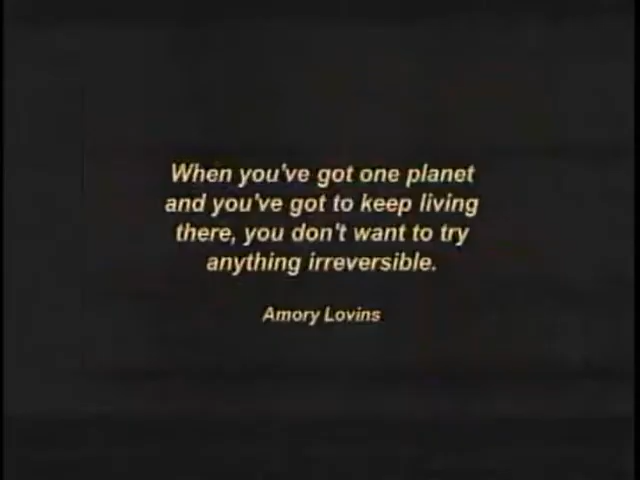 When you've got one planet
and you've got to keep living
there, you don't want to try
anything irreversible.
Amory Lovins